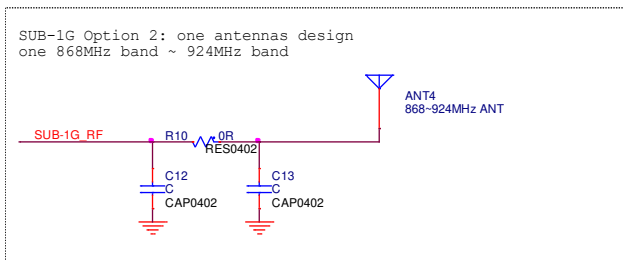 SUB-1G Option 2: one antennas design
one 868MHz band ~ 924MHz band
ANT4
868~924MHz ANT
SUB-1G_RF
R10
0R
RES0402
C12
C
CAP0402
C13
C
CAP0402